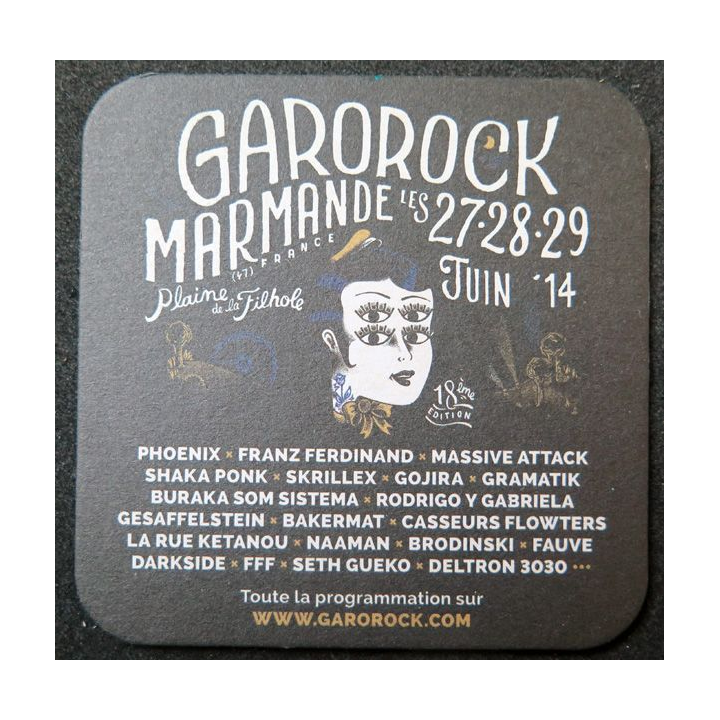 GAROROCK
MARMANDE LES 27·28·29
(47) FRANCE
JUIN '14
Plaine de la Filhole
18ème
EDITION
PHOENIX × FRANZ FERDINAND × MASSIVE ATTACK
SHAKA PONK × SKRILLEX × GOJIRA × GRAMATIK
BURAKA SOM SISTEMA × RODRIGO Y GABRIELA
GESAFFELSTEIN × BAKERMAT × CASSEURS FLOWTERS
LA RUE KETANOU × NAAMAN × BRODINSKI × FAUVE
DARKSIDE × FFF × SETH GUEKO × DELTRON 3030 •••
Toute la programmation sur
WWW.GAROROCK.COM